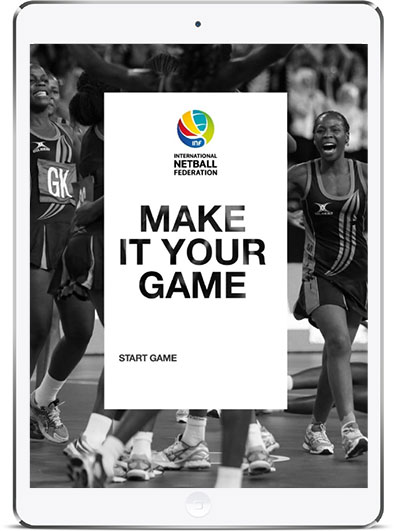 INF
INTERNATIONAL
NETBALL
FEDERATION
MAKE
IT YOUR
GAME
START GAME
GK